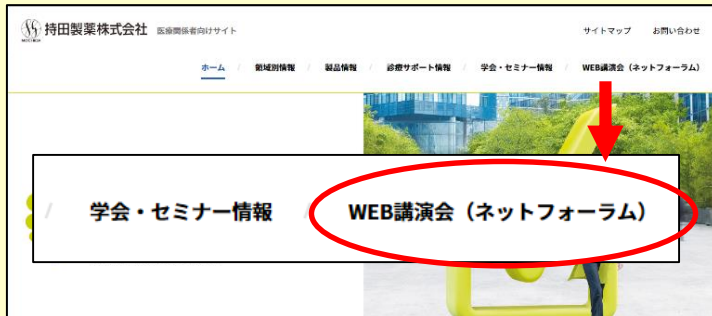 持田製薬株式会社 医療関係者向けサイト
MOCHIDA
サイトマップ お問い合わせ
ホーム / 領域別情報 / 製品情報 / 診療サポート情報 / 学会・セミナー情報 / WEB講演会（ネットフォーラム）
/ 学会・セミナー情報 / WEB講演会（ネットフォーラム）